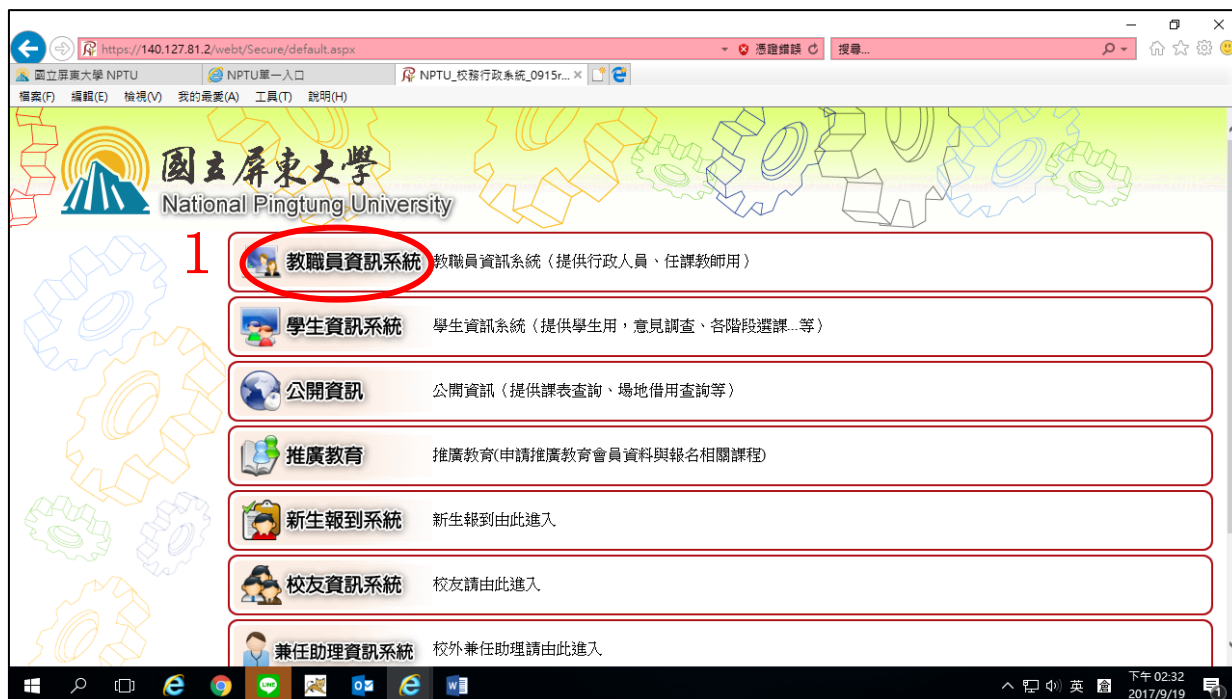 https://140.127.81.2/webt/Secure/default.aspx
憑證錯誤
搜尋...
國立屏東大學 NPTU
NPTU單一入口
NPTU_校務行政系統_0915r...
檔案(F) 編輯(E) 檢視(V) 我的最愛(A) 工具(T) 說明(H)
國立屏東大學
National Pingtung University
1
教職員資訊系統 教職員資訊系統（提供行政人員、任課教師用）
學生資訊系統 學生資訊系統（提供學生用，意見調查、各階段選課...等）
公開資訊 公開資訊（提供課表查詢、場地借用查詢等）
推廣教育 推廣教育(申請推廣教育會員資料與報名相關課程)
新生報到系統 新生報到由此進入
校友資訊系統 校友請由此進入
兼任助理資訊系統 校外兼任助理請由此進入
LINE
英
下午 02:32
2017/9/19